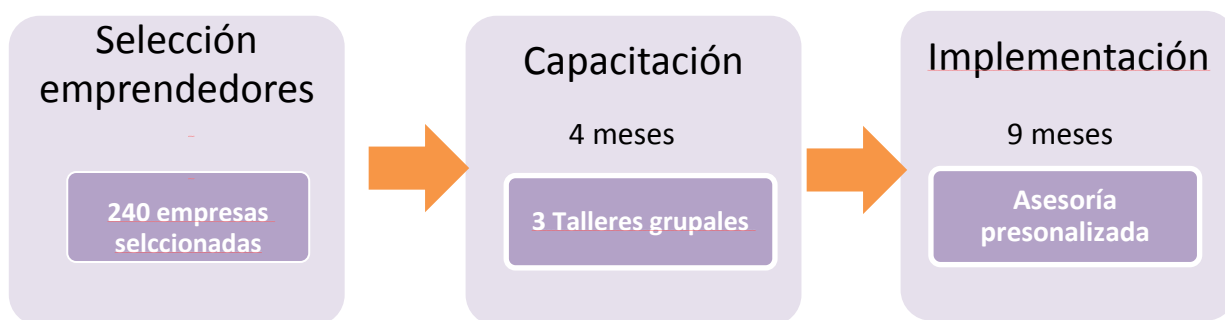 Selección
emprendedores
240 empresas
selccionadas
Capacitación
4 meses
3 Talleres grupales
Implementación
9 meses
Asesoría
presonalizada